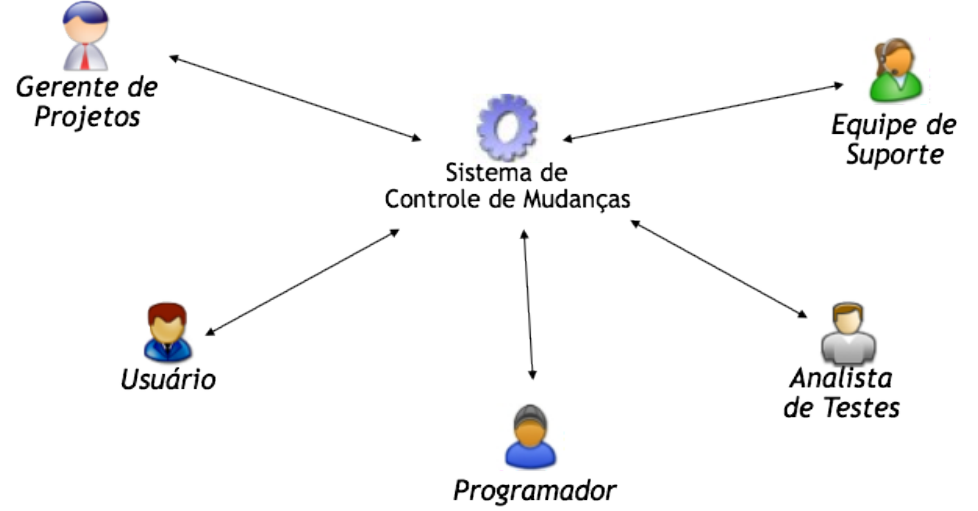 Gerente de
Projetos
Equipe de
Suporte
Sistema de
Controle de Mudanças
Usuário
Analista
de Testes
Programador